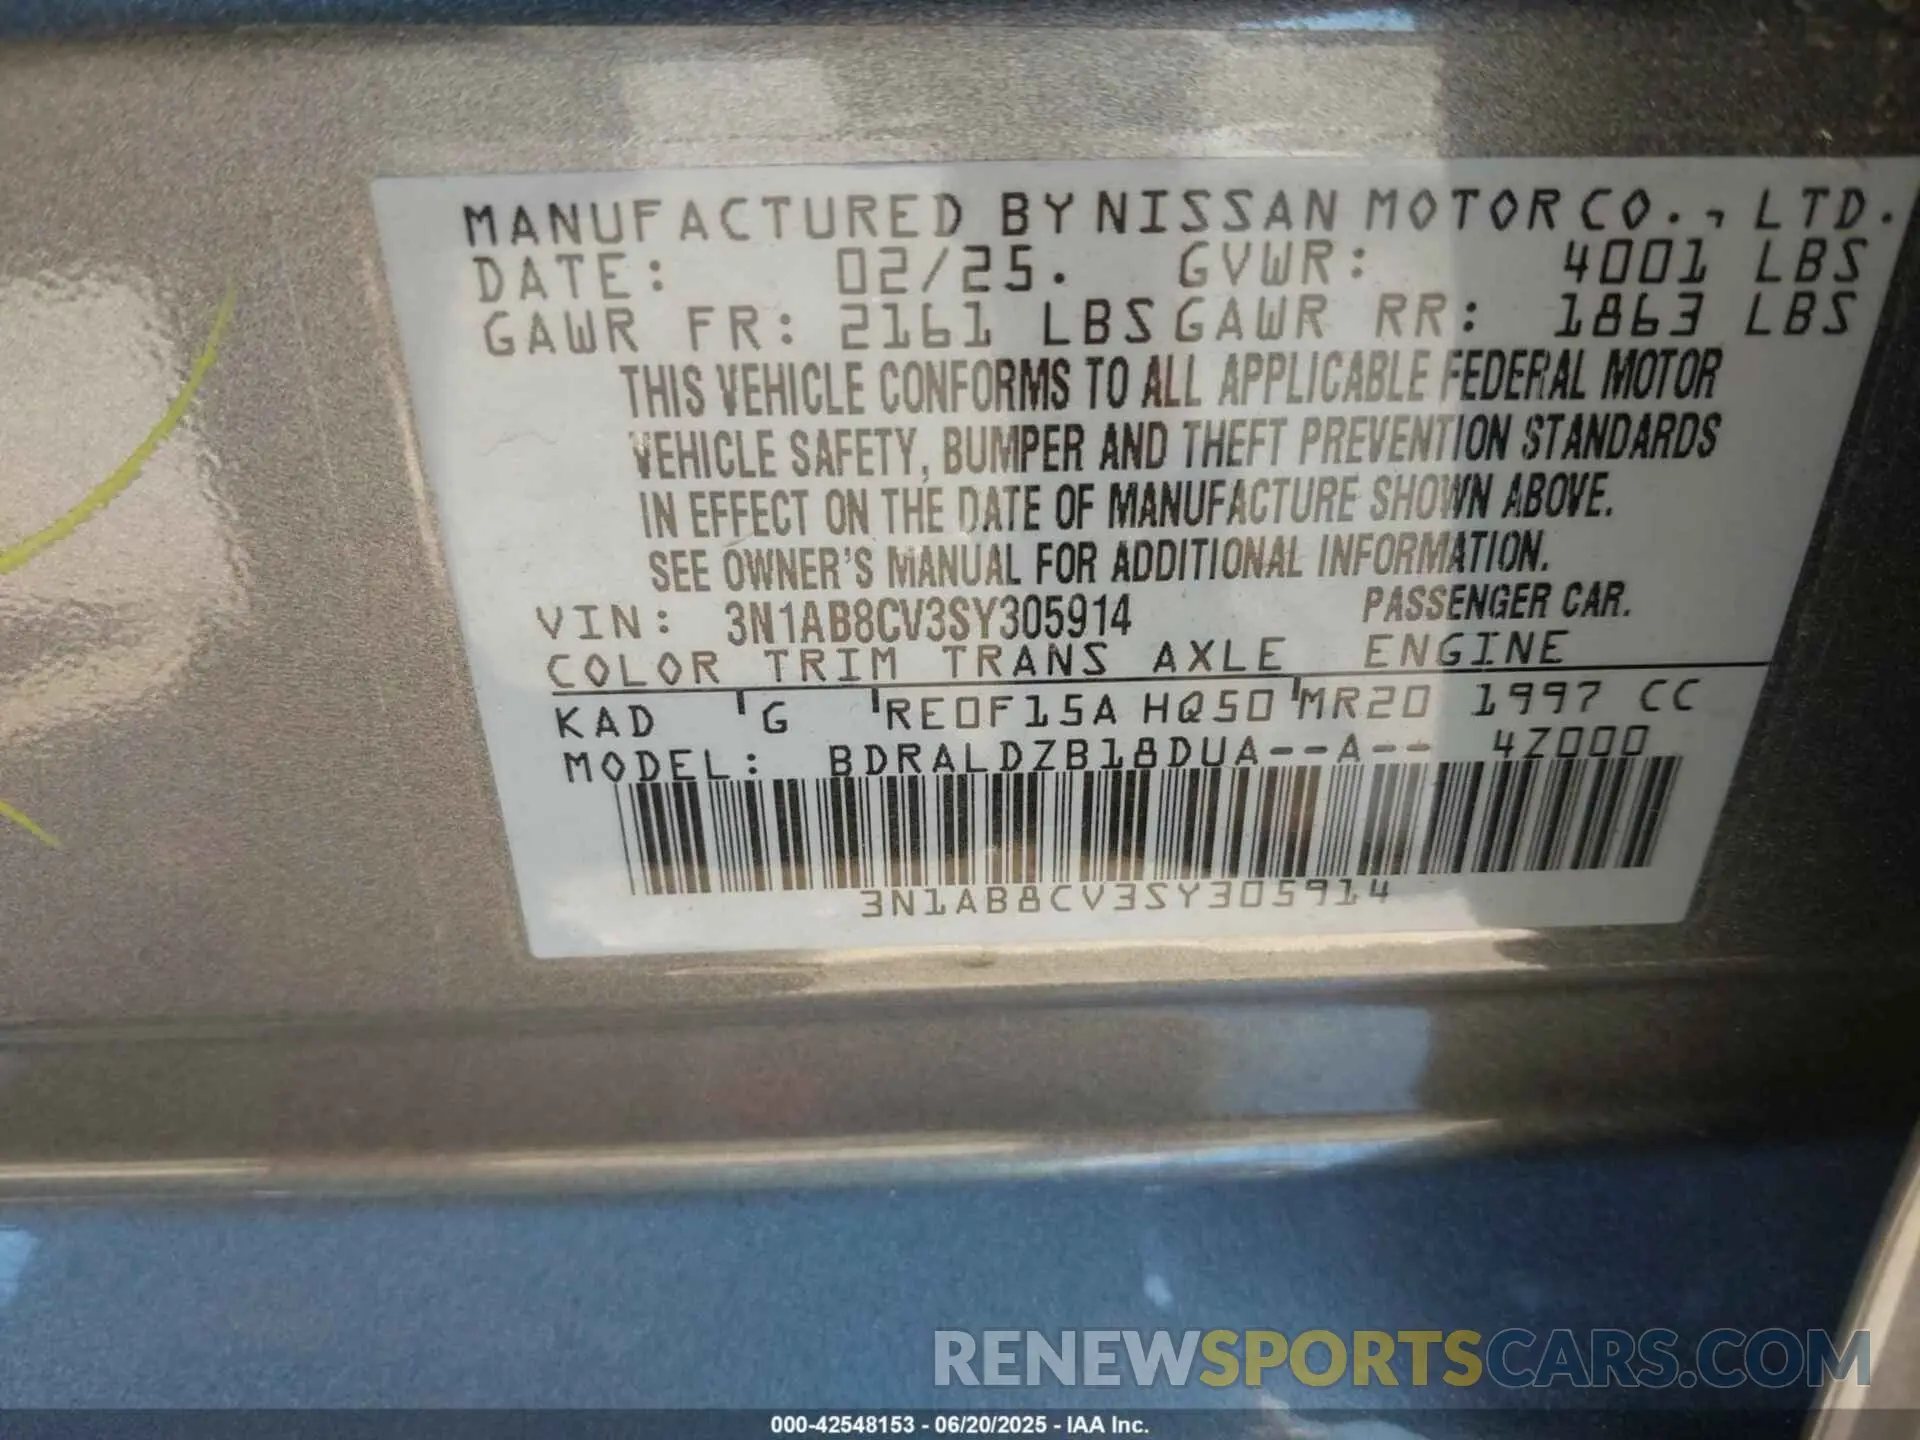 MANUFACTURED BY NISSAN MOTOR CO., LTD.
DATE: 02/25. GVWR: 4001 LBS
GAWR FR: 2161 LBS GAWR RR: 1863 LBS
THIS VEHICLE CONFORMS TO ALL APPLICABLE FEDERAL MOTOR
VEHICLE SAFETY, BUMPER AND THEFT PREVENTION STANDARDS
IN EFFECT ON THE DATE OF MANUFACTURE SHOWN ABOVE.
SEE OWNER'S MANUAL FOR ADDITIONAL INFORMATION.
VIN: 3N1AB8CV3SY305914 PASSENGER CAR.
COLOR TRIM TRANS AXLE ENGINE
KAD G RE0F15A HQ50 MR20 1997 CC
MODEL: BDRALDZB18DUA--A-- 4Z000
3N1AB8CV3SY305914
RENEWSPORTSCARS.COM
000-42548153 - 06/20/2025 - IAA Inc.